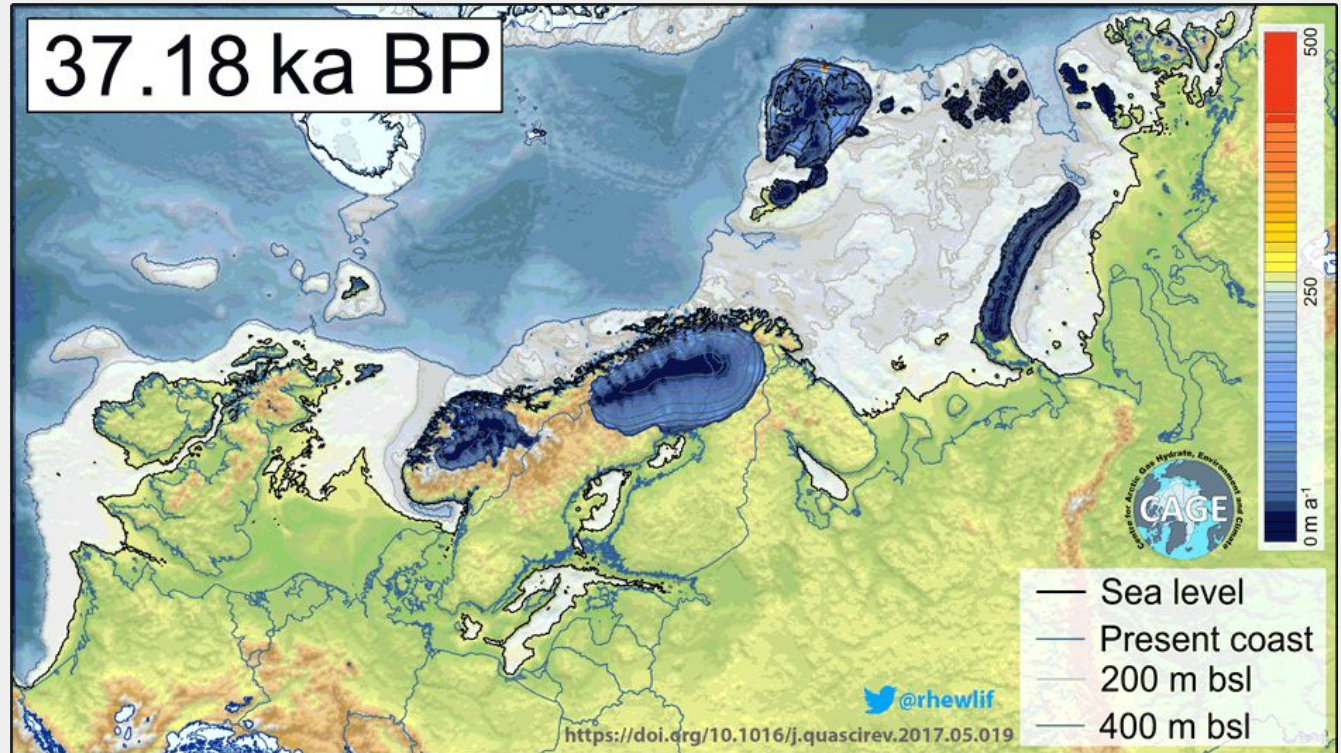 37.18 ka BP
500
250
0 m a⁻¹
Centre for Arctic Gas Hydrate, Environment and Climate
CAGE
Sea level
Present coast
200 m bsl
400 m bsl
@rhewlif
https://doi.org/10.1016/j.quascirev.2017.05.019